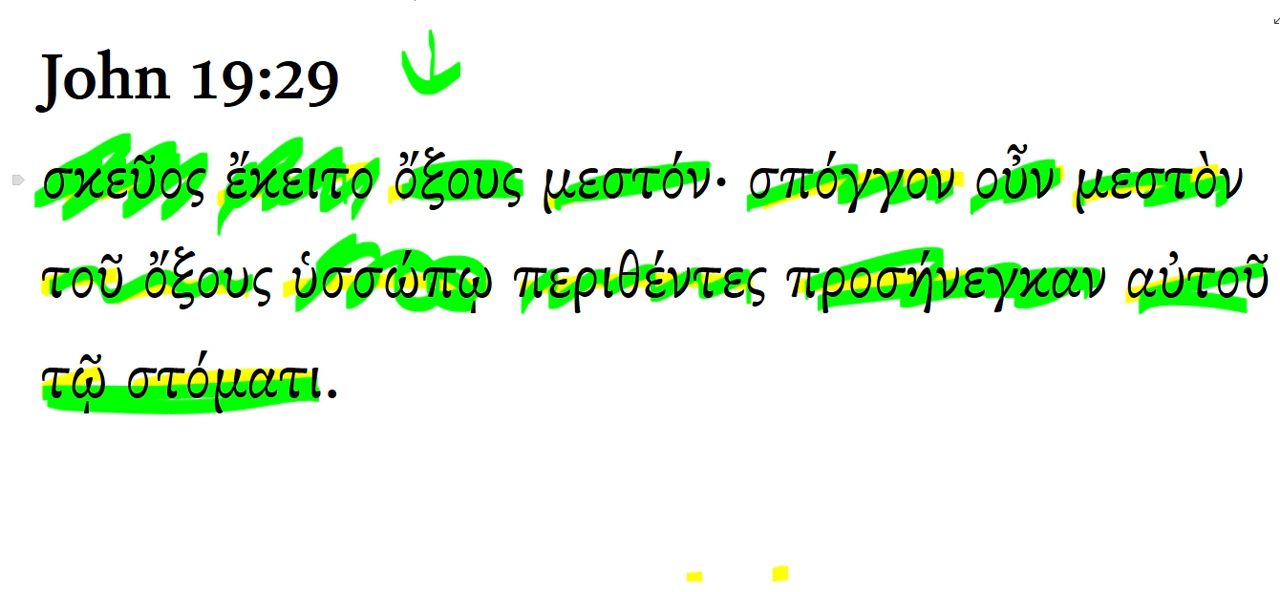 John 19:29
σκεῦος ἔκειτο ὄξους μεστόν· σπόγγον οὖν μεστὸν
τοῦ ὄξους ὑσσώπῳ περιθέντες προσήνεγκαν αὐτοῦ
τῷ στόματι.